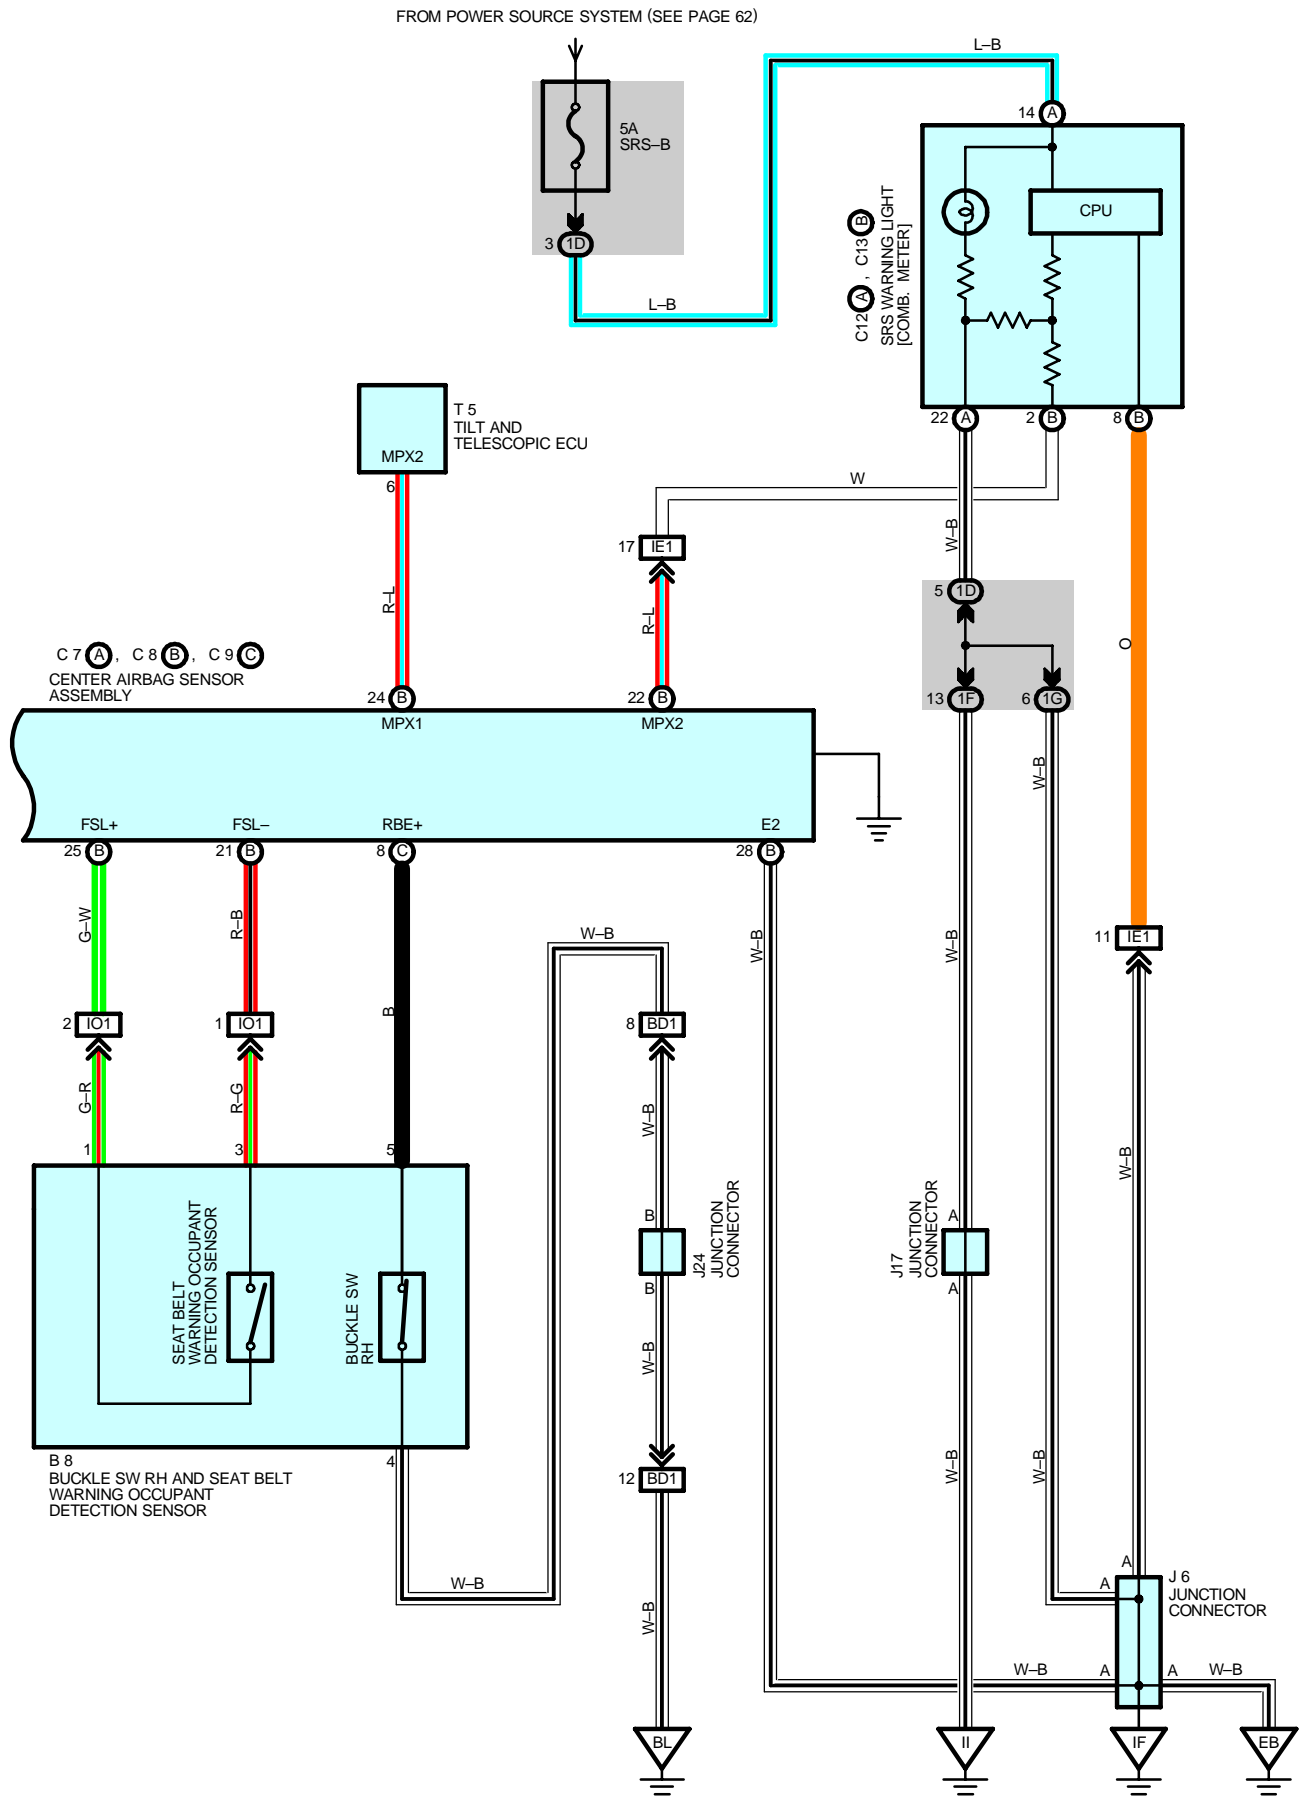 FROM POWER SOURCE SYSTEM (SEE PAGE 62)
L–B
14 A
5A
SRS–B
CPU
3 1D
L–B
C12 A , C13 B
SRS WARNING LIGHT
[COMB. METER]
T 5
TILT AND
TELESCOPIC ECU
MPX2
6
22 A
2 B
8 B
W
W–B
17 IE1
R–L
R–L
5 1D
O
C 7 A , C 8 B , C 9 C
CENTER AIRBAG SENSOR
ASSEMBLY
24 B
22 B
13 1F
6 1G
MPX1
MPX2
W–B
FSL+
FSL–
RBE+
E2
25 B
21 B
8 C
28 B
G–W
R–B
B
W–B
W–B
W–B
11 IE1
2 IO1
1 IO1
8 BD1
G–R
R–G
W–B
W–B
1
3
5
SEAT BELT
WARNING OCCUPANT
DETECTION SENSOR
BUCKLE SW
RH
B
B
J24
JUNCTION
CONNECTOR
A
A
J17
JUNCTION
CONNECTOR
W–B
B 8
BUCKLE SW RH AND SEAT BELT
WARNING OCCUPANT
DETECTION SENSOR
4
12 BD1
W–B
W–B
W–B
W–B
A
A
J 6
JUNCTION
CONNECTOR
W–B
A
A
W–B
BL
II
IF
EB